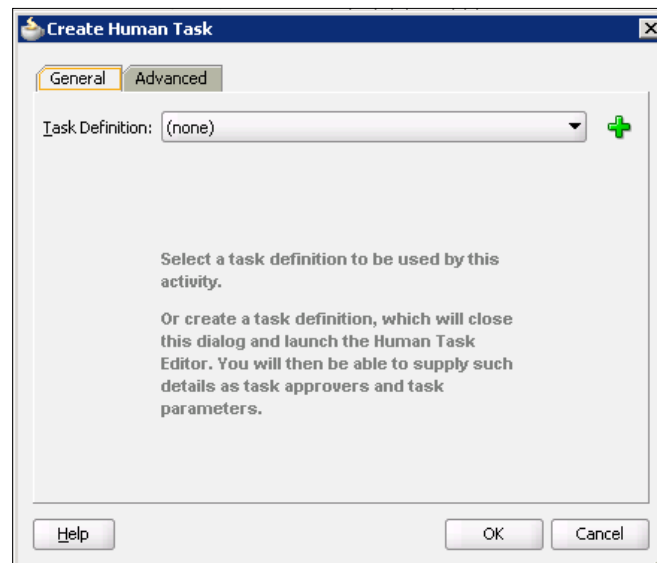 Create Human Task
General Advanced
Task Definition: (none)
Select a task definition to be used by this
activity.
Or create a task definition, which will close
this dialog and launch the Human Task
Editor. You will then be able to supply such
details as task approvers and task
parameters.
Help OK Cancel